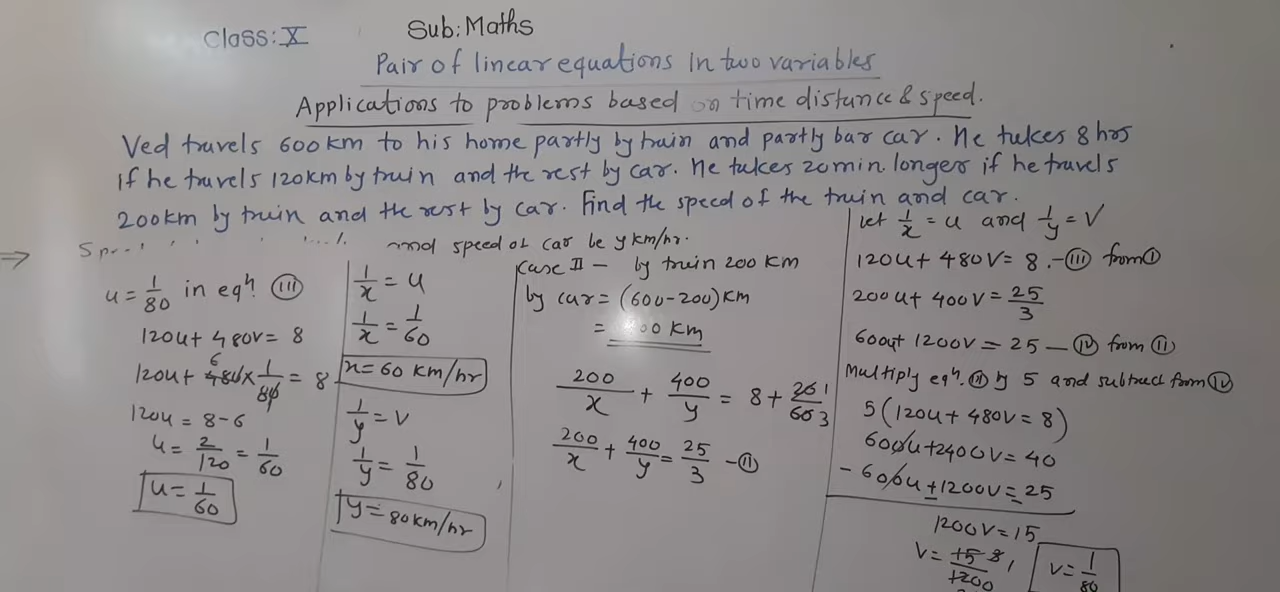 Class: X
Sub: Maths
Pair of linear equations In two variables
Applications to problems based on time distance & speed.
Ved travels 600 km to his home partly by train and partly bar car. He takes 8 hrs
if he travels 120km by train and the rest by car. He takes 20 min. longer if he travels
200km by train and the rest by car. Find the speed of the train and car.
⇒
and speed of car be y km/hr.
u = 1/80 in eqⁿ. (III)
120u + 480v = 8
120u + 480 6 × 1/80 1 = 8
120u = 8 - 6
u = 2/120 = 1/60
u = 1/60
1/x = u
1/x = 1/60
x = 60 km/hr
1/y = v
1/y = 1/80
y = 80 km/hr
Case II - by train 200 km
by car = (600-200) km
= 400 km
200/x + 400/y = 8 + 20 1/60 3
200/x + 400/y = 25/3 - (II)
let 1/x = u and 1/y = v
120u + 480v = 8. - (III) from (I)
200u + 400v = 25/3
600u + 1200v = 25 - (IV) from (II)
Multiply eqⁿ. (III) by 5 and subtract from (IV)
5(120u + 480v = 8)
600u + 2400v = 40
- 600u + 1200v = 25
1200v = 15
v = 15/1200
v = 1/80